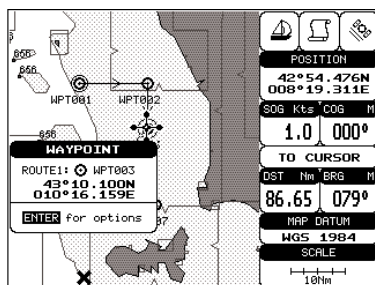 656
656
WPT001 WPT002
656
WAYPOINT
ROUTE1: WPT003
43°10.100N
010°16.159E
ENTER for options
07
POSITION
42°54.476N
008°19.311E
SOG Kts COG M
1.0 000°
TO CURSOR
DST Nm BRG M
86.65 079°
MAP DATUM
WGS 1984
SCALE
10Nm